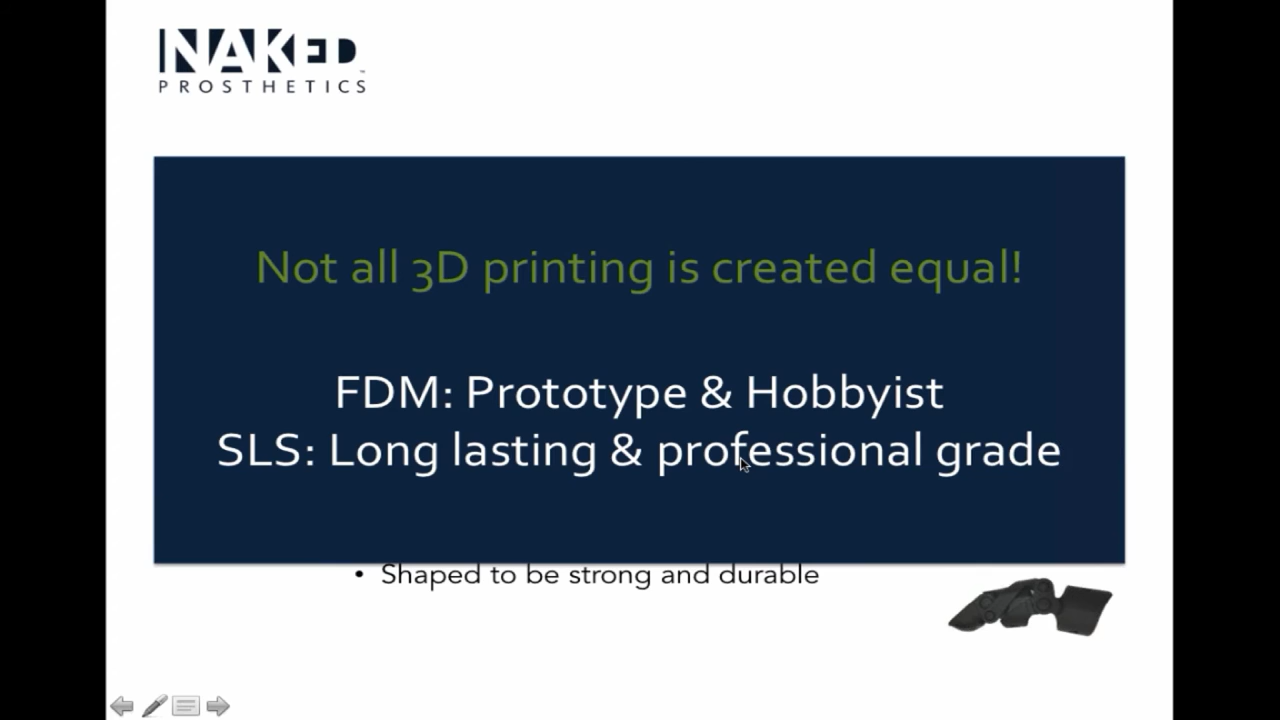 NAKED
PROSTHETICS
Not all 3D printing is created equal!
FDM: Prototype & Hobbyist
SLS: Long lasting & professional grade
• Shaped to be strong and durable